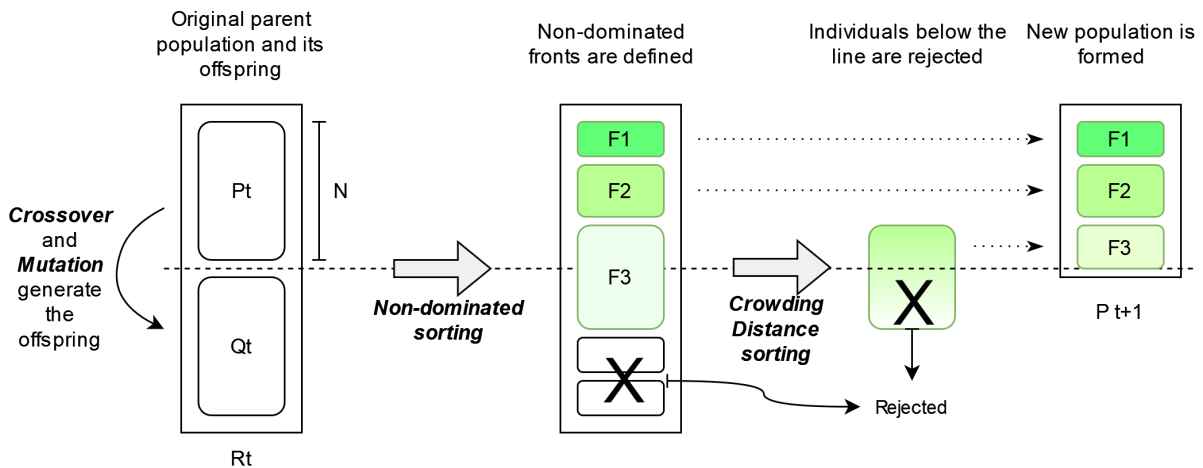 Original parent
population and its
offspring
Non-dominated
fronts are defined
Individuals below the
line are rejected
New population is
formed
Crossover
and
Mutation
generate
the
offspring
Pt
N
Qt
Rt
Non-dominated
sorting
F1
F2
F3
X
Crowding
Distance
sorting
X
Rejected
F1
F2
F3
P t+1